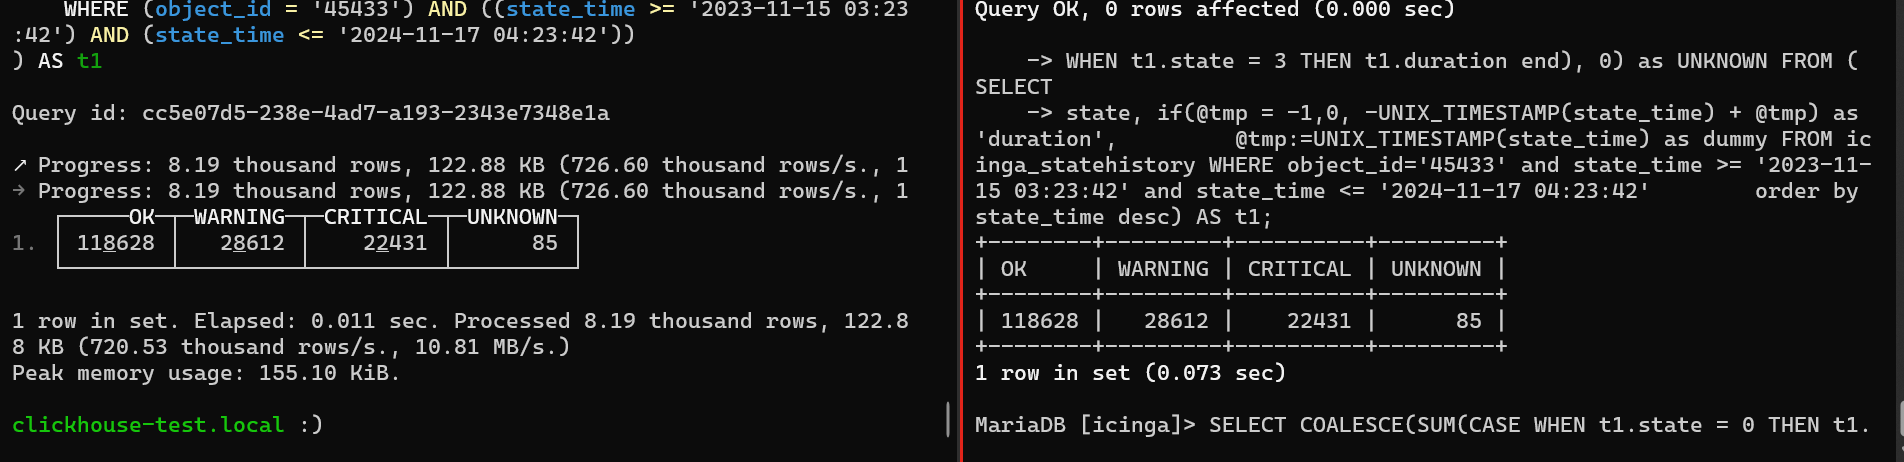 WHERE (object_id = '45433') AND ((state_time >= '2023-11-15 03:23
:42') AND (state_time <= '2024-11-17 04:23:42'))
) AS t1
Query id: cc5e07d5-238e-4ad7-a193-2343e7348e1a
↗ Progress: 8.19 thousand rows, 122.88 KB (726.60 thousand rows/s., 1
→ Progress: 8.19 thousand rows, 122.88 KB (726.60 thousand rows/s., 1
OK WARNING CRITICAL UNKNOWN
1. 118628 28612 22431 85
1 row in set. Elapsed: 0.011 sec. Processed 8.19 thousand rows, 122.8
8 KB (720.53 thousand rows/s., 10.81 MB/s.)
Peak memory usage: 155.10 KiB.
clickhouse-test.local :)
Query OK, 0 rows affected (0.000 sec)
-> WHEN t1.state = 3 THEN t1.duration end), 0) as UNKNOWN FROM (
SELECT
-> state, if(@tmp = -1,0, -UNIX_TIMESTAMP(state_time) + @tmp) as
'duration', @tmp:=UNIX_TIMESTAMP(state_time) as dummy FROM ic
inga_statehistory WHERE object_id='45433' and state_time >= '2023-11-
15 03:23:42' and state_time <= '2024-11-17 04:23:42' order by
state_time desc) AS t1;
+--------+---------+----------+---------+
| OK | WARNING | CRITICAL | UNKNOWN |
+--------+---------+----------+---------+
| 118628 | 28612 | 22431 | 85 |
+--------+---------+----------+---------+
1 row in set (0.073 sec)
MariaDB [icinga]> SELECT COALESCE(SUM(CASE WHEN t1.state = 0 THEN t1.